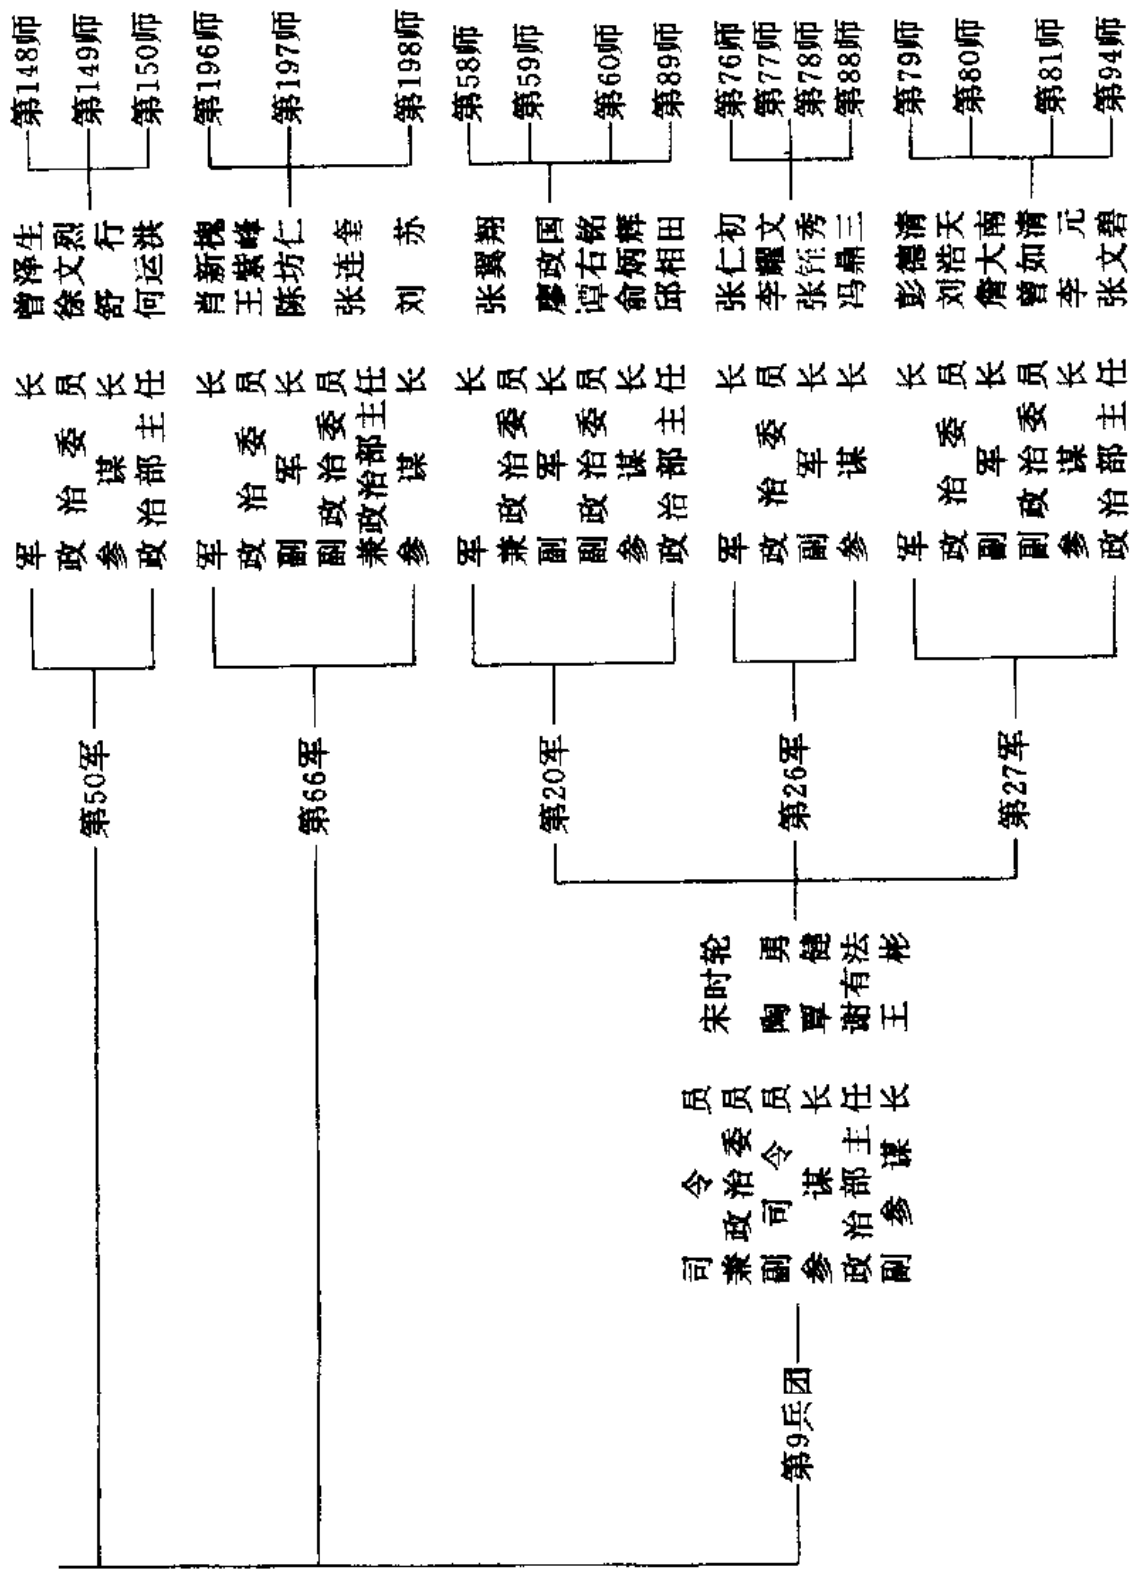 第50军
军长 曾泽生
政治委员 徐文烈
参谋长 舒行
政治部主任 何运洪
第148师
第149师
第150师
第66军
军长 肖新槐
政治委员 王紫峰
副军长 陈坊仁
副政治委员
兼政治部主任 张连奎
参谋长 刘苏
第196师
第197师
第198师
第9兵团
司令员
兼政治委员 宋时轮
副司令员 陶勇
参谋长 覃健
政治部主任 谢有法
副参谋长 王彬
第20军
军长
兼政治委员 张翼翔
副军长 廖政国
副政治委员 谭右铭
参谋长 俞炳辉
政治部主任 邱相田
第58师
第59师
第60师
第89师
第26军
军长 张仁初
政治委员 李耀文
副军长 张铚秀
参谋长 冯鼎三
第76师
第77师
第78师
第88师
第27军
军长 彭德清
政治委员 刘浩天
副军长 詹大南
副政治委员 曾如清
参谋长 李元
政治部主任 张文碧
第79师
第80师
第81师
第94师